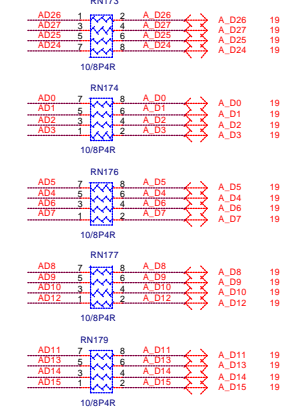 RN173
AD26 1 2 A_D26 A_D26 19
AD27 3 4 A_D27 A_D27 19
AD25 5 6 A_D25 A_D25 19
AD24 7 8 A_D24 A_D24 19
10/8P4R
RN174
AD0 7 8 A_D0 A_D0 19
AD1 5 6 A_D1 A_D1 19
AD2 3 4 A_D2 A_D2 19
AD3 1 2 A_D3 A_D3 19
10/8P4R
RN176
AD5 7 8 A_D5 A_D5 19
AD4 5 6 A_D4 A_D4 19
AD6 3 4 A_D6 A_D6 19
AD7 1 2 A_D7 A_D7 19
10/8P4R
RN177
AD8 7 8 A_D8 A_D8 19
AD9 5 6 A_D9 A_D9 19
AD10 3 4 A_D10 A_D10 19
AD12 1 2 A_D12 A_D12 19
10/8P4R
RN179
AD11 7 8 A_D11 A_D11 19
AD13 5 6 A_D13 A_D13 19
AD14 3 4 A_D14 A_D14 19
AD15 1 2 A_D15 A_D15 19
10/8P4R